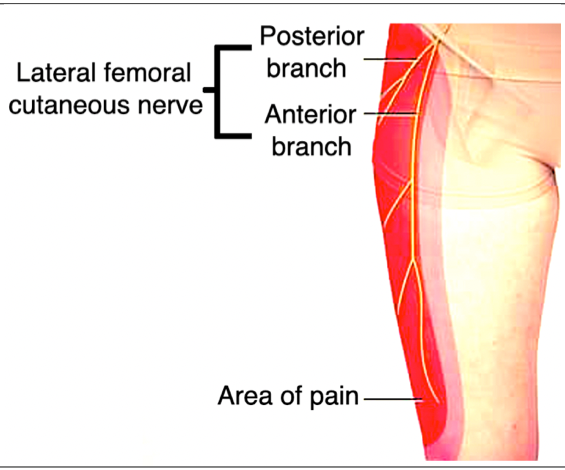 Lateral femoral
cutaneous nerve
Posterior
branch
Anterior
branch
Area of pain